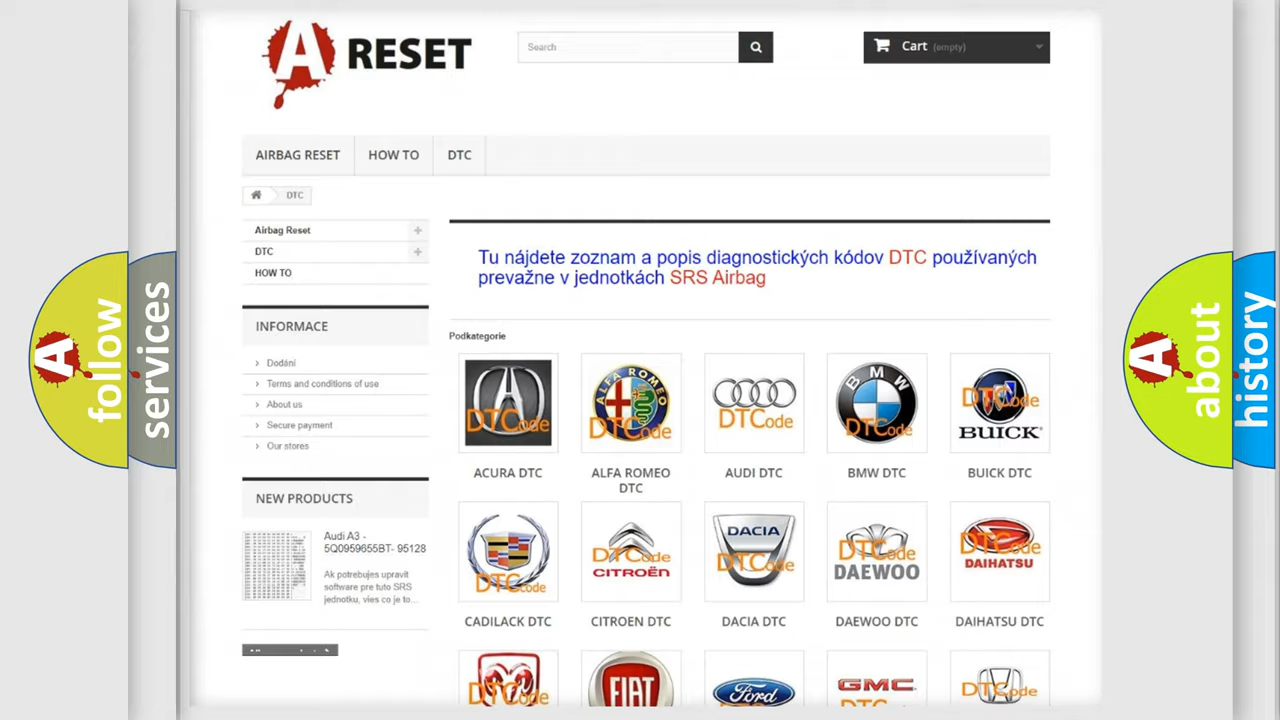 A RESET
Search
Cart (empty)
AIRBAG RESET
HOW TO
DTC
DTC
Airbag Reset
DTC
HOW TO
INFORMACE
Dodání
Terms and conditions of use
About us
Secure payment
Our stores
NEW PRODUCTS
Audi A3 -
5Q0959655BT- 95128
Ak potrebujes upravit
software pre tuto SRS
jednotku, vies co je to...
Tu nájdete zoznam a popis diagnostických kódov DTC používaných
prevažne v jednotkách SRS Airbag
Podkategorie
DTCode
ALFA ROMEO
DTCode
DTCode
BMW
DTCode
DTCode
BUICK
ACURA DTC
ALFA ROMEO
DTC
AUDI DTC
BMW DTC
BUICK DTC
DTCode
DTCode
CITROËN
DACIA
DTCode
DTCode
DAEWOO
DTCode
DAIHATSU
CADILACK DTC
CITROEN DTC
DACIA DTC
DAEWOO DTC
DAIHATSU DTC
DTCode
FIAT
Ford
GMC
DTCode
A follow
services
A about
history